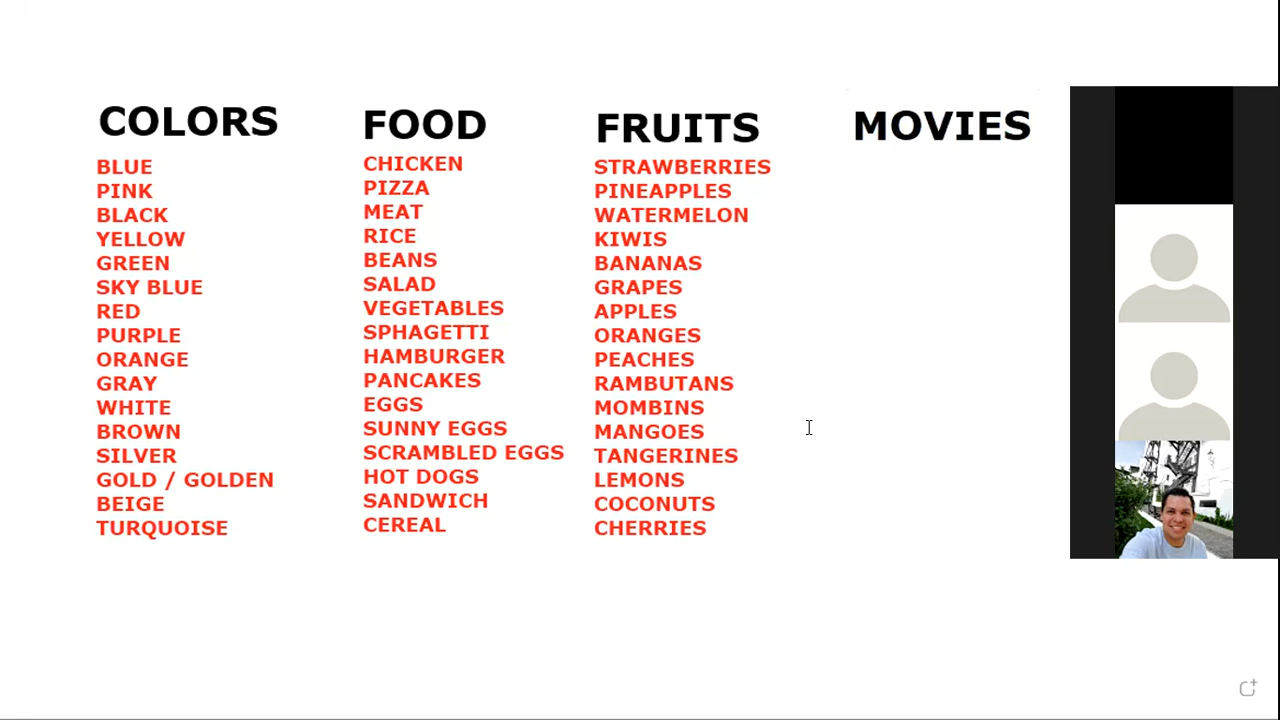 COLORS
BLUE
PINK
BLACK
YELLOW
GREEN
SKY BLUE
RED
PURPLE
ORANGE
GRAY
WHITE
BROWN
SILVER
GOLD / GOLDEN
BEIGE
TURQUOISE
FOOD
CHICKEN
PIZZA
MEAT
RICE
BEANS
SALAD
VEGETABLES
SPHAGETTI
HAMBURGER
PANCAKES
EGGS
SUNNY EGGS
SCRAMBLED EGGS
HOT DOGS
SANDWICH
CEREAL
FRUITS
STRAWBERRIES
PINEAPPLES
WATERMELON
KIWIS
BANANAS
GRAPES
APPLES
ORANGES
PEACHES
RAMBUTANS
MOMBINS
MANGOES
TANGERINES
LEMONS
COCONUTS
CHERRIES
MOVIES